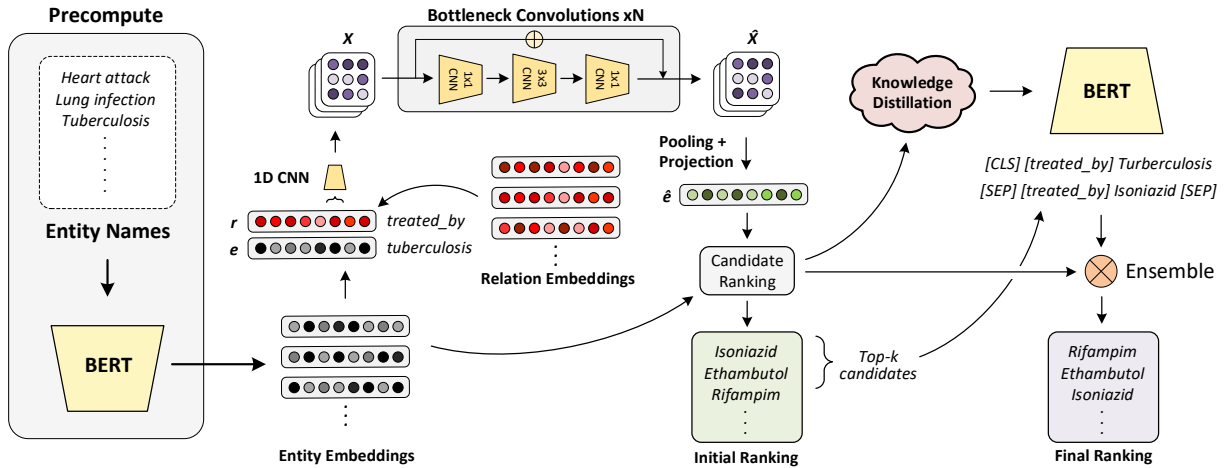 Precompute
Heart attack
Lung infection
Tuberculosis
Entity Names
BERT
X
Bottleneck Convolutions xN
1x1
CNN
3x3
CNN
1x1
CNN
X̂
1D CNN
r
treated_by
e
tuberculosis
Relation Embeddings
Entity Embeddings
Pooling +
Projection
ê
Candidate
Ranking
Isoniazid
Ethambutol
Rifampim
Initial Ranking
Top-k
candidates
Knowledge
Distillation
BERT
[CLS] [treated_by] Turberculosis
[SEP] [treated_by] Isoniazid [SEP]
Ensemble
Rifampim
Ethambutol
Isoniazid
Final Ranking